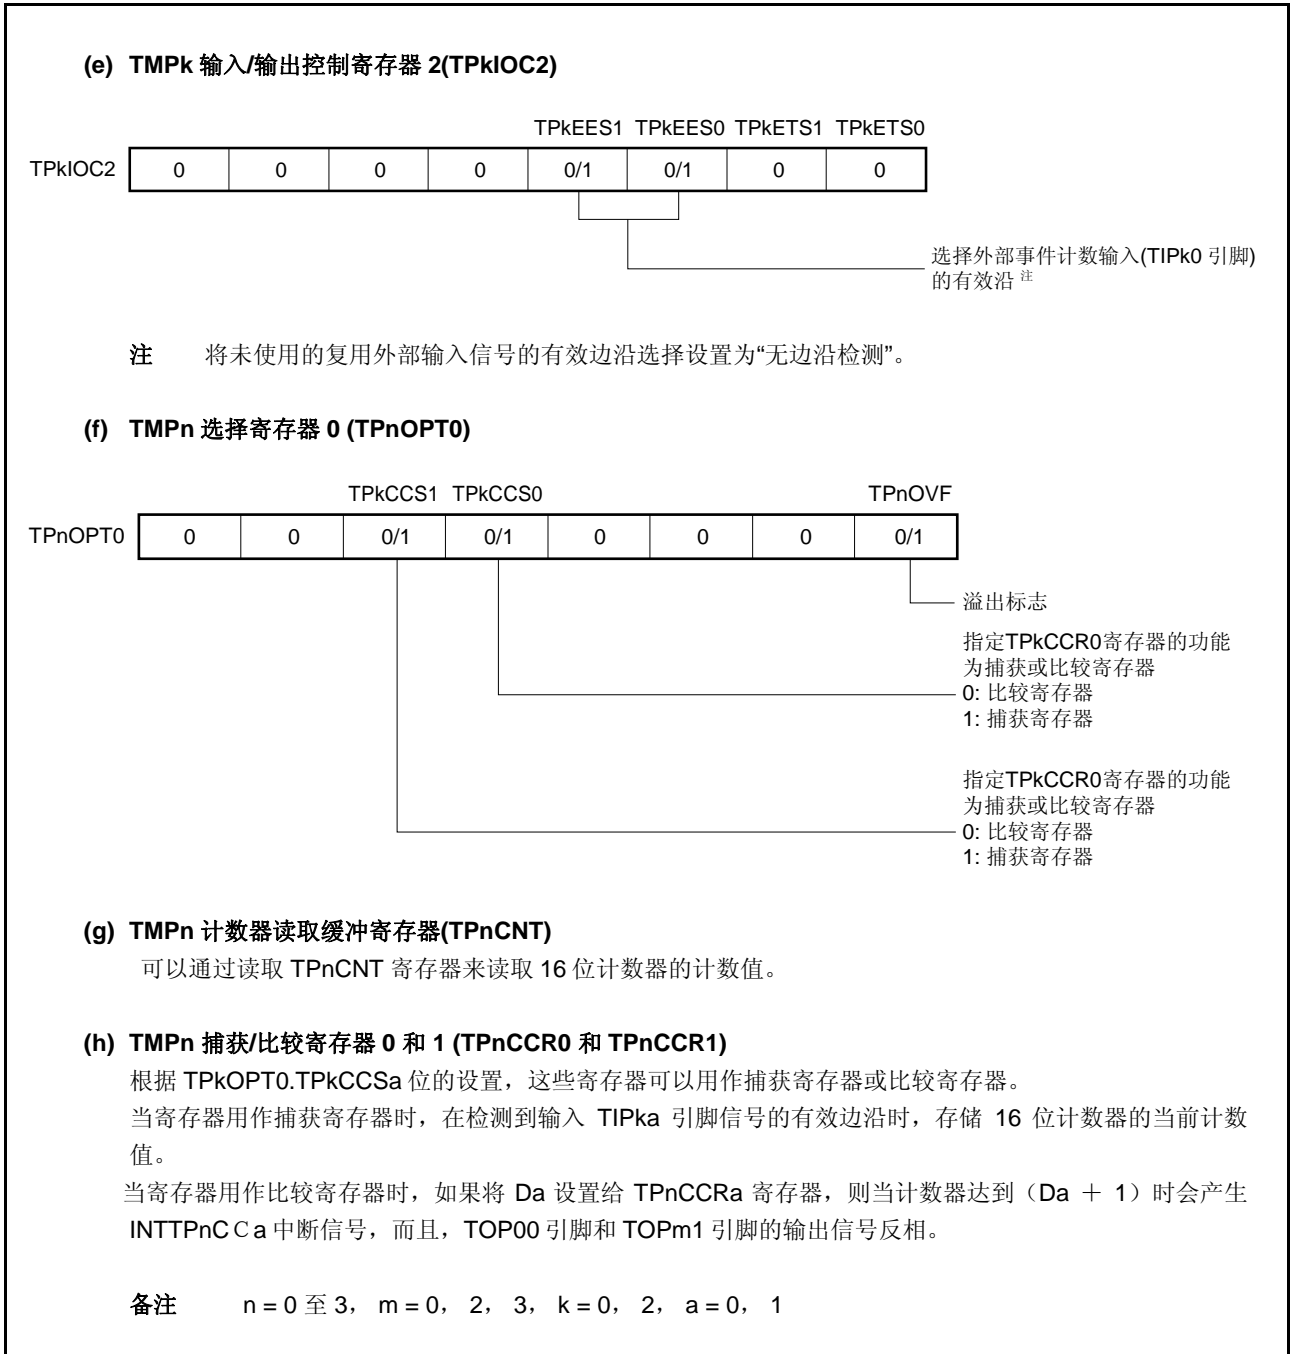 (e) TMPk 输入/输出控制寄存器 2(TPkIOC2)
TPkEES1 TPkEES0 TPkETS1 TPkETS0
TPkIOC2 0 0 0 0 0/1 0/1 0 0
选择外部事件计数输入(TIPk0 引脚)
的有效沿 注
注 将未使用的复用外部输入信号的有效边沿选择设置为“无边沿检测”。
(f) TMPn 选择寄存器 0 (TPnOPT0)
TPkCCS1 TPkCCS0 TPnOVF
TPnOPT0 0 0 0/1 0/1 0 0 0 0/1
溢出标志
指定TPkCCR0寄存器的功能
为捕获或比较寄存器
0: 比较寄存器
1: 捕获寄存器
指定TPkCCR0寄存器的功能
为捕获或比较寄存器
0: 比较寄存器
1: 捕获寄存器
(g) TMPn 计数器读取缓冲寄存器(TPnCNT)
可以通过读取 TPnCNT 寄存器来读取 16 位计数器的计数值。
(h) TMPn 捕获/比较寄存器 0 和 1 (TPnCCR0 和 TPnCCR1)
根据 TPkOPT0.TPkCCSa 位的设置，这些寄存器可以用作捕获寄存器或比较寄存器。
当寄存器用作捕获寄存器时，在检测到输入 TIPka 引脚信号的有效边沿时，存储 16 位计数器的当前计数
值。
当寄存器用作比较寄存器时，如果将 Da 设置给 TPnCCRa 寄存器，则当计数器达到（Da ＋ 1）时会产生
INTTPnCＣa 中断信号，而且，TOP00 引脚和 TOPm1 引脚的输出信号反相。
备注 n = 0 至 3， m = 0， 2， 3， k = 0， 2， a = 0， 1